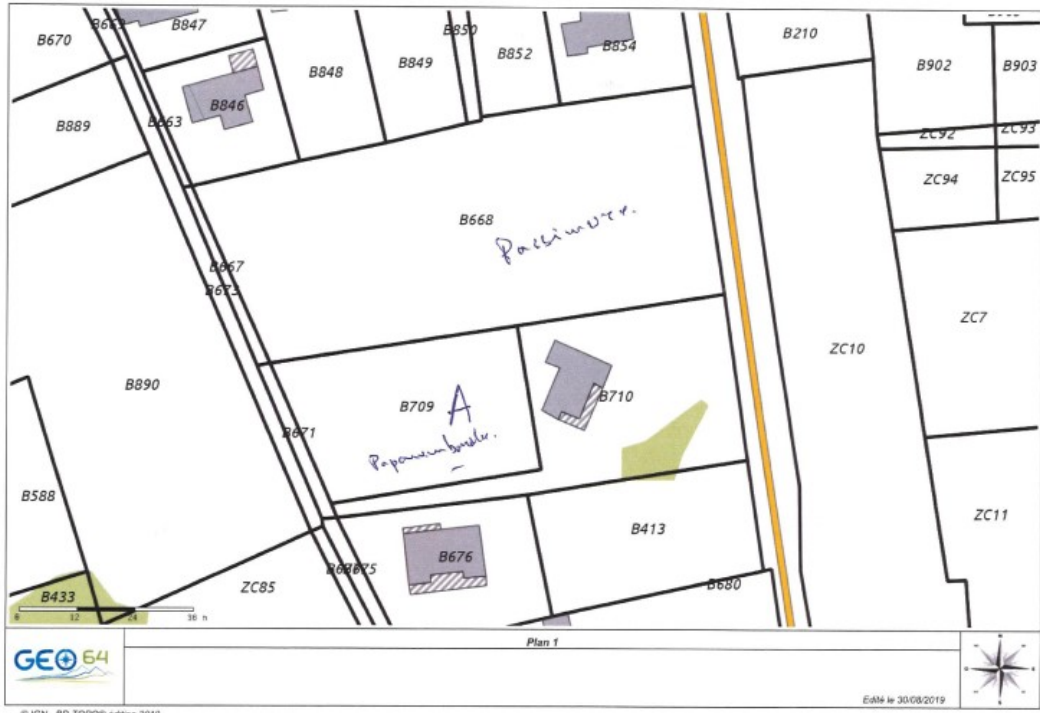 B670
B847
B850
B852
B854
B210
B902
B903
B848
B849
B846
B889
B663
ZC92
ZC93
ZC94
ZC95
B668
B667
B673
ZC7
ZC10
B890
B709
A
B710
B671
B588
B413
ZC11
B676
ZC85
B680
B433
0 12 24 36
Plan 1
GEO 64
Edité le 30/08/2019